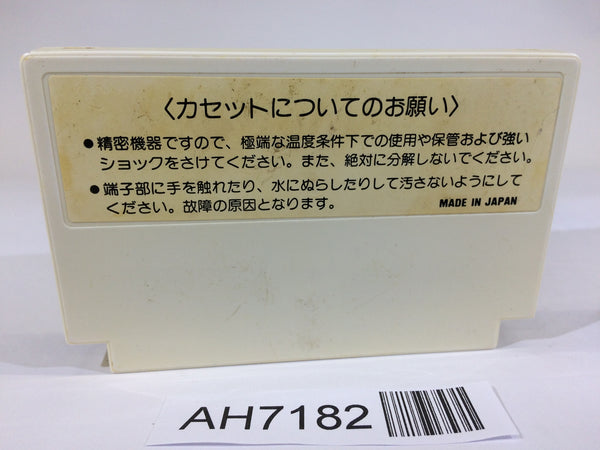 〈カセットについてのお願い〉
●精密機器ですので、極端な温度条件下での使用や保管および強い
ショックをさけてください。また、絶対に分解しないでください。
●端子部に手を触れたり、水にぬらしたりして汚さないようにして
ください。故障の原因となります。
MADE IN JAPAN
AH7182